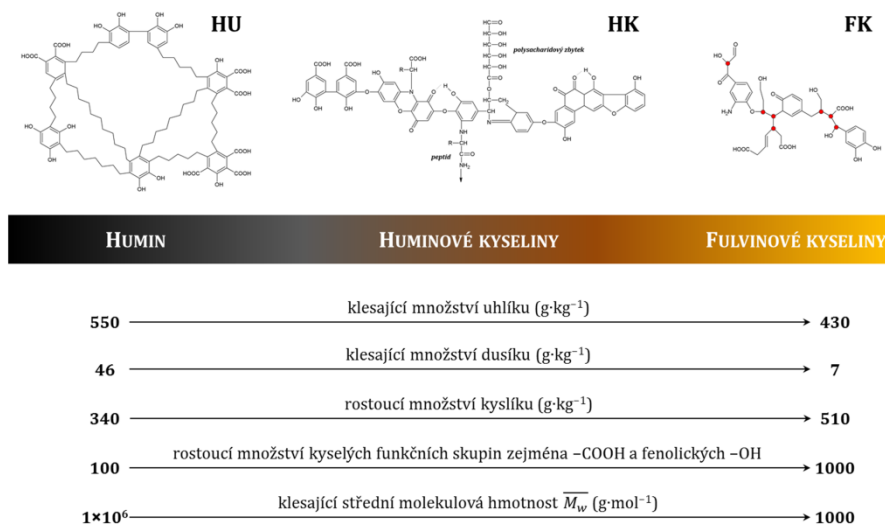 HU
HK
FK
polysacharidový zbytek
peptid
HUMIN
HUMINOVÉ KYSELINY
FULVINOVÉ KYSELINY
klesající množství uhlíku (g·kg⁻¹)
550
430
klesající množství dusíku (g·kg⁻¹)
46
7
rostoucí množství kyslíku (g·kg⁻¹)
340
510
rostoucí množství kyselých funkčních skupin zejména –COOH a fenolických –OH
100
1000
klesající střední molekulová hmotnost M̅w̅ (g·mol⁻¹)
1×10⁶
1000